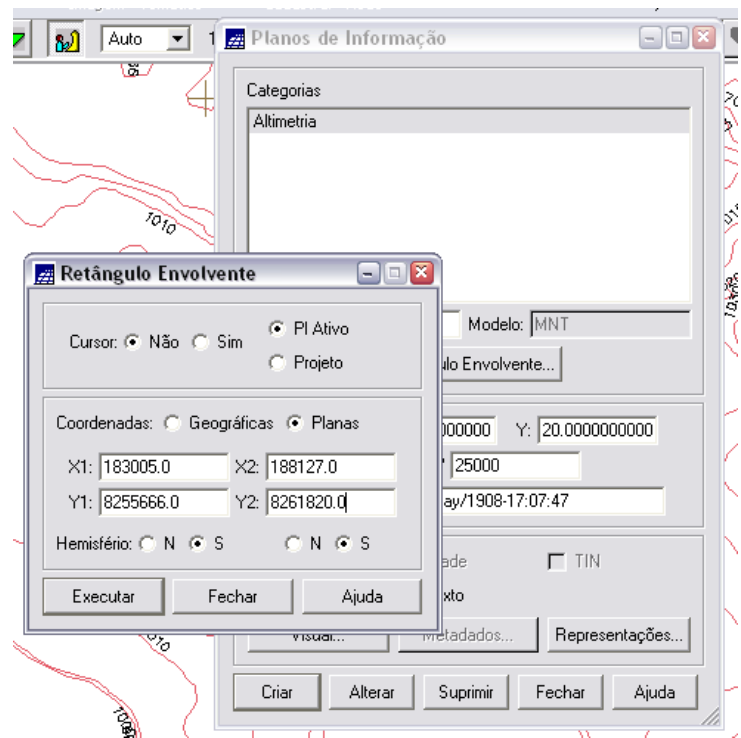 Auto
Planos de Informação
Categorias
Altimetria
1010
Retângulo Envolvente
Modelo: MNT
Cursor: Não Sim
PI Ativo
Projeto
lo Envolvente...
Coordenadas: Geográficas Planas
000000 Y: 20.0000000000
X1: 183005.0 X2: 188127.0
25000
Y1: 8255666.0 Y2: 8261820.0
ay/1908-17:07:47
Hemisfério: N S N S
ade TIN
Executar Fechar Ajuda
xto
Visual... Metadados... Representações...
Criar Alterar Suprimir Fechar Ajuda